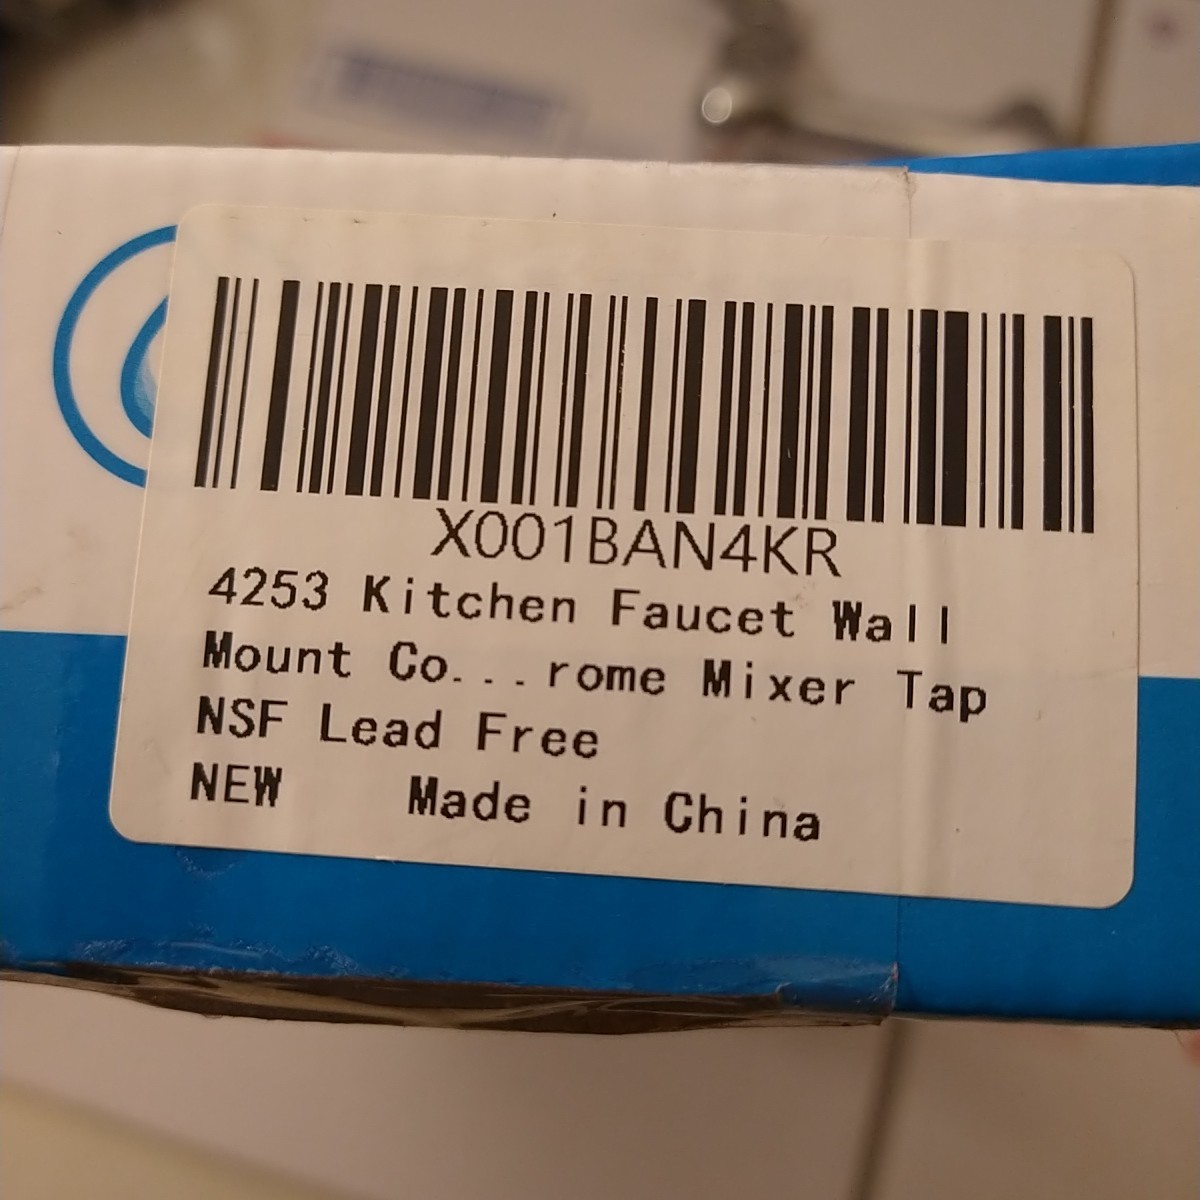 X001BAN4KR
4253 Kitchen Faucet Wall
Mount Co...rome Mixer Tap
NSF Lead Free
NEW Made in China